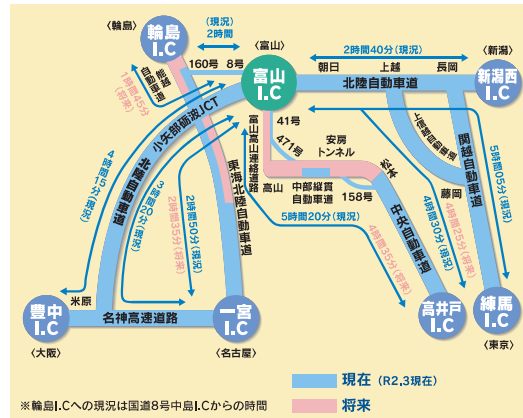 輪島
I.C
〈輪島〉
(現況)
2時間
160号 8号
〈富山〉
富山
I.C
2時間40分(現況)
朝日 上越 長岡
北陸自動車道
〈新潟〉
新潟西
I.C
1時間45分(将来)
能越自動車道
小矢部砺波JCT
北陸自動車道
4時間15分(現況)
3時間20分(現況)
2時間50分(現況)
2時間35分(将来)
東海北陸自動車道
富山高山連絡道路
41号
471号
高山
安房
トンネル
中部縦貫
自動車道
158号
松本
中央自動車道
上信越自動車道
藤岡
関越自動車道
5時間05分(現況)
4時間30分(現況)
4時間25分(将来)
5時間20分(現況)
4時間35分(将来)
米原
豊中
I.C
〈大阪〉
名神高速道路
一宮
I.C
〈名古屋〉
高井戸
I.C
練馬
I.C
〈東京〉
現在 (R2,3現在)
将来
※輪島I.Cへの現況は国道8号中島I.Cからの時間